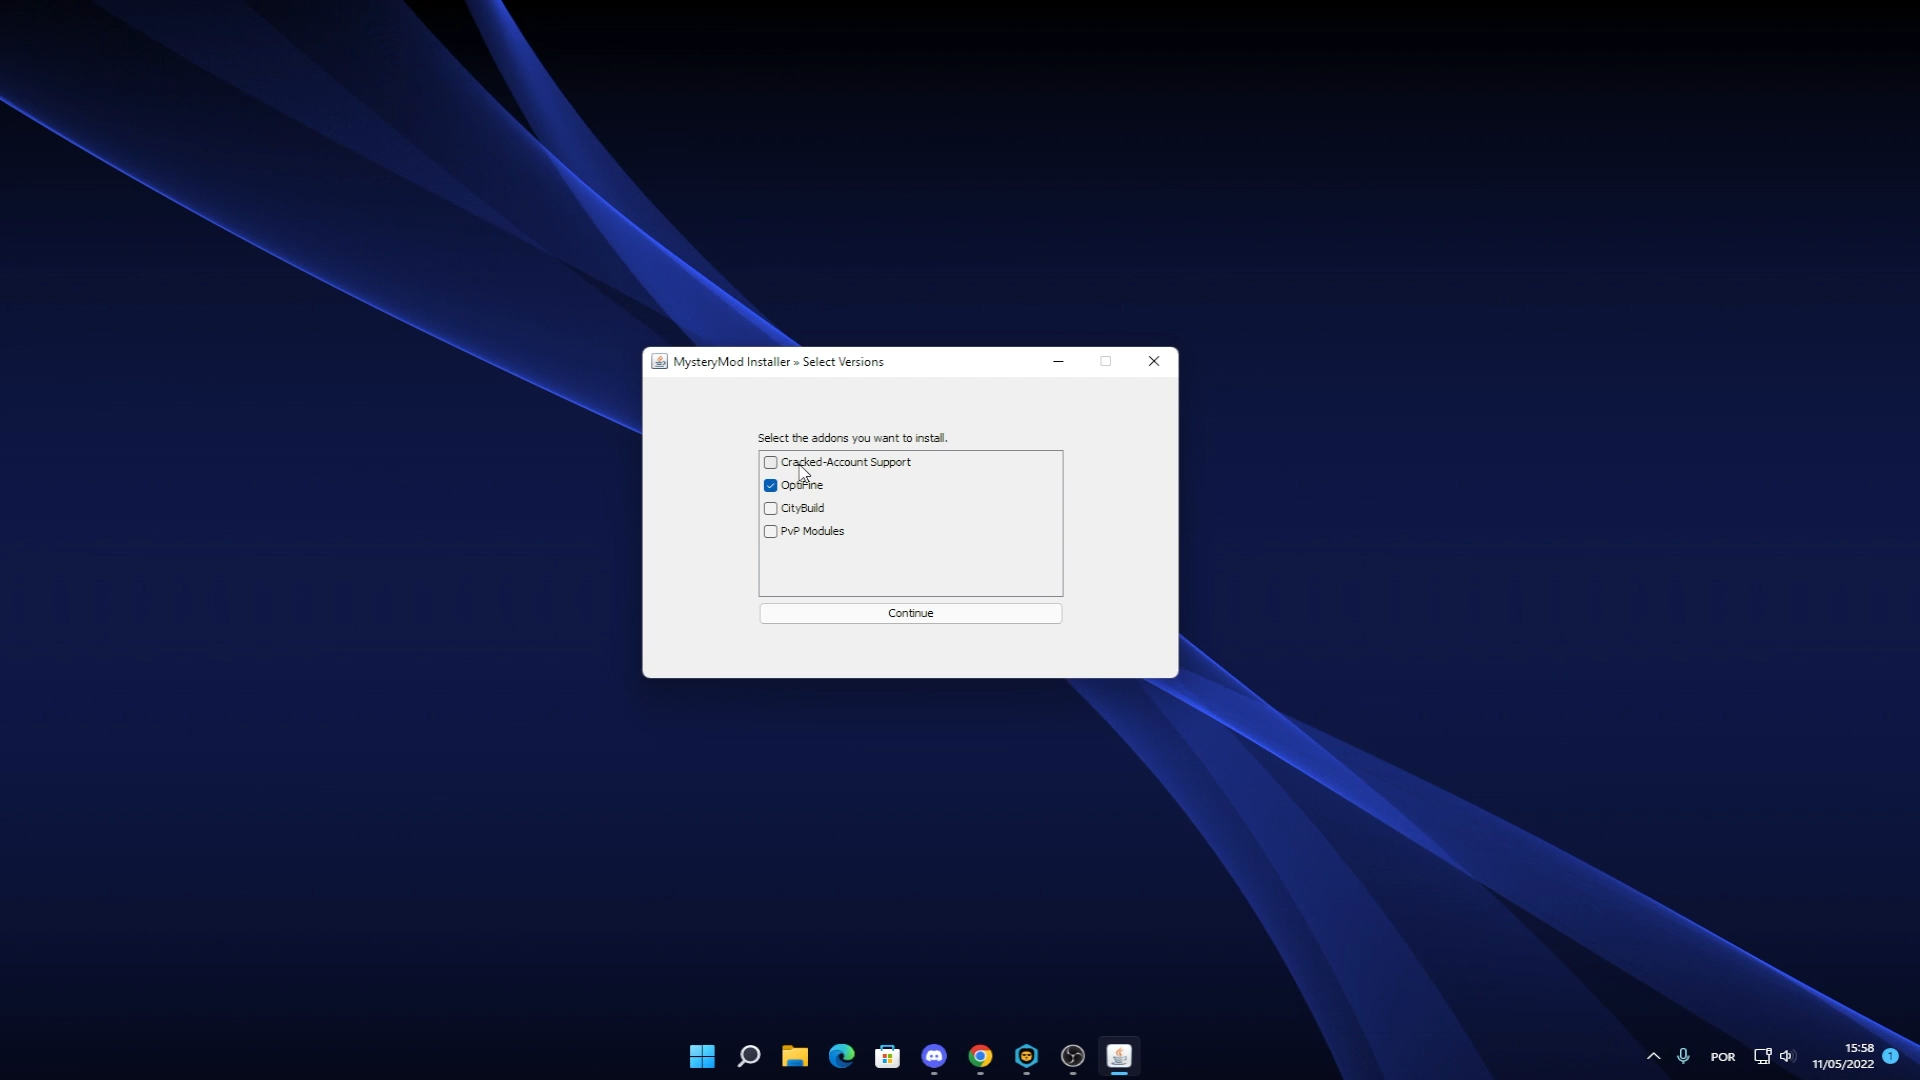 MysteryMod Installer » Select Versions
Select the addons you want to install.
Cracked-Account Support
OptiFine
CityBuild
PvP Modules
Continue
POR
15:58
11/05/2022
1